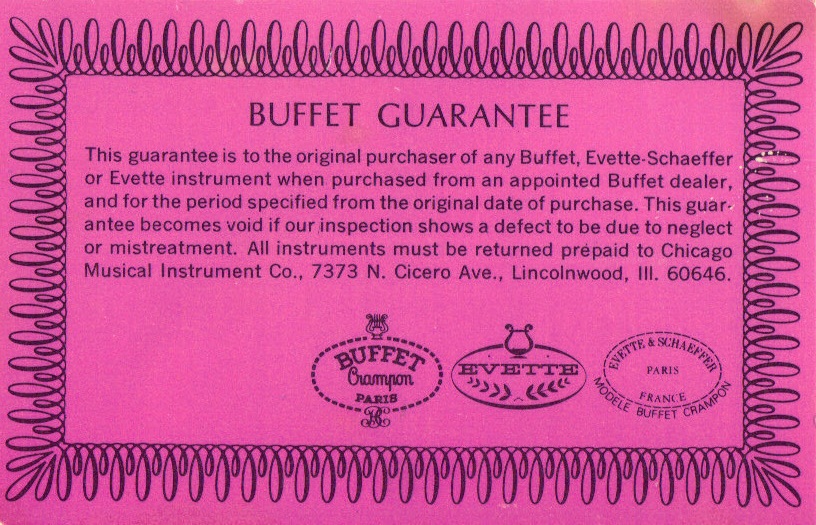 BUFFET GUARANTEE
This guarantee is to the original purchaser of any Buffet, Evette-Schaeffer
or Evette instrument when purchased from an appointed Buffet dealer,
and for the period specified from the original date of purchase. This guar-
antee becomes void if our inspection shows a defect to be due to neglect
or mistreatment. All instruments must be returned prepaid to Chicago
Musical Instrument Co., 7373 N. Cicero Ave., Lincolnwood, Ill. 60646.
BUFFET
Crampon
PARIS
BC
EVETTE
EVETTE & SCHAEFFER
PARIS
FRANCE
MODELE BUFFET CRAMPON